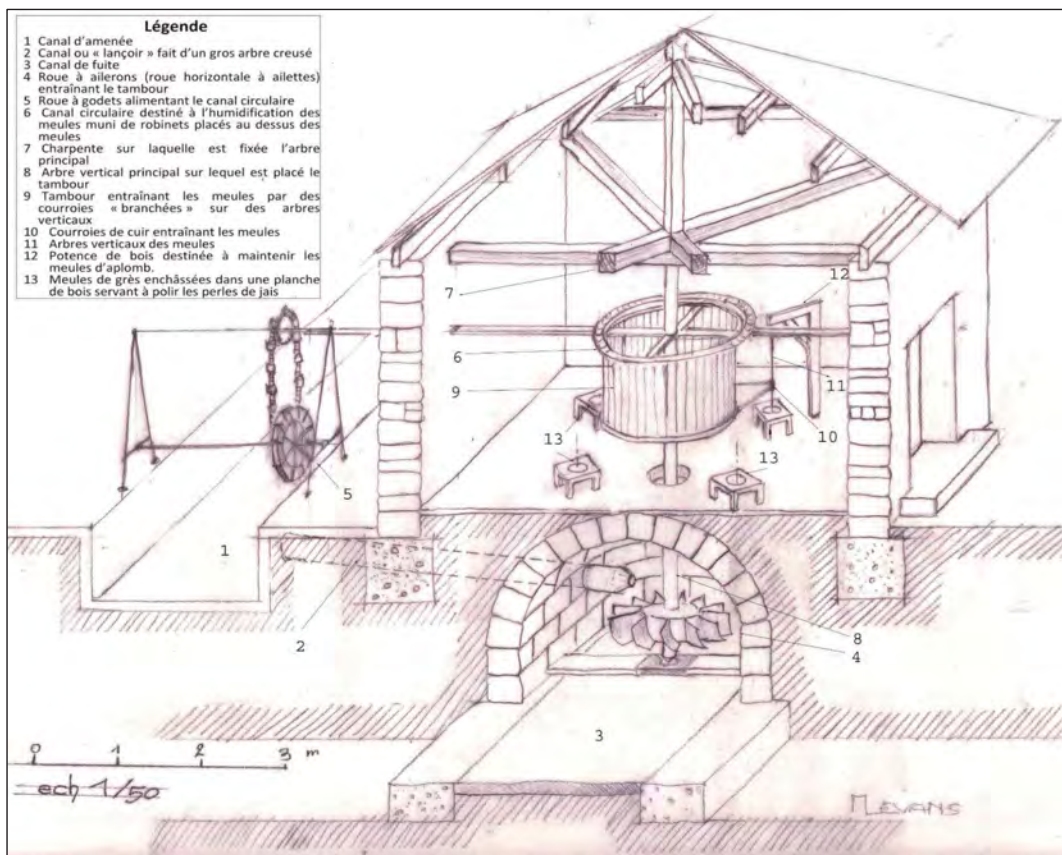 Légende
1 Canal d'amenée
2 Canal ou « lançoir » fait d'un gros arbre creusé
3 Canal de fuite
4 Roue à ailerons (roue horizontale à ailettes)
entraînant le tambour
5 Roue à godets alimentant le canal circulaire
6 Canal circulaire destiné à l'humidification des
meules muni de robinets placés au dessus des
meules
7 Charpente sur laquelle est fixée l'arbre
principal
8 Arbre vertical principal sur lequel est placé le
tambour
9 Tambour entraînant les meules par des
courroies « branchées » sur des arbres
verticaux
10 Courroies de cuir entraînant les meules
11 Arbres verticaux des meules
12 Potence de bois destinée à maintenir les
meules d'aplomb.
13 Meules de grès enchâssées dans une planche
de bois servant à polir les perles de jais
12
7
6
11
9
13
10
13
5
1
8
2
4
3
0 1 2 3 m
ech 1/50
M LEVANS